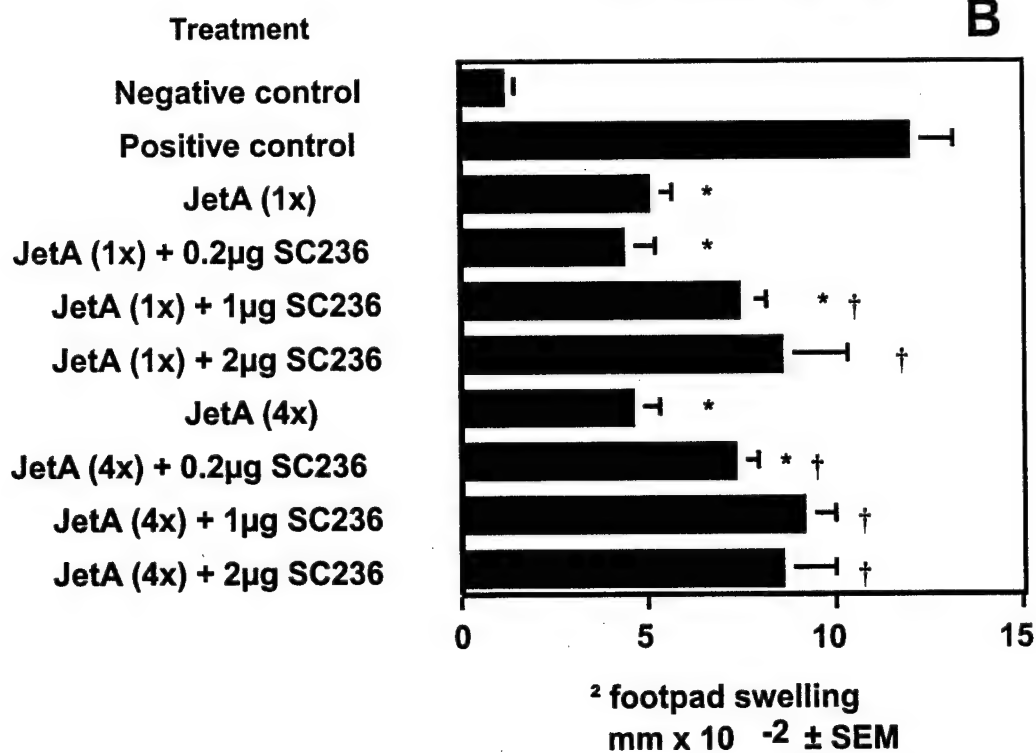 B
Treatment
Negative control
Positive control
JetA (1x)
*
JetA (1x) + 0.2µg SC236
*
JetA (1x) + 1µg SC236
* †
JetA (1x) + 2µg SC236
†
JetA (4x)
*
JetA (4x) + 0.2µg SC236
* †
JetA (4x) + 1µg SC236
†
JetA (4x) + 2µg SC236
†
0 5 10 15
² footpad swelling
mm x 10 -2 ± SEM